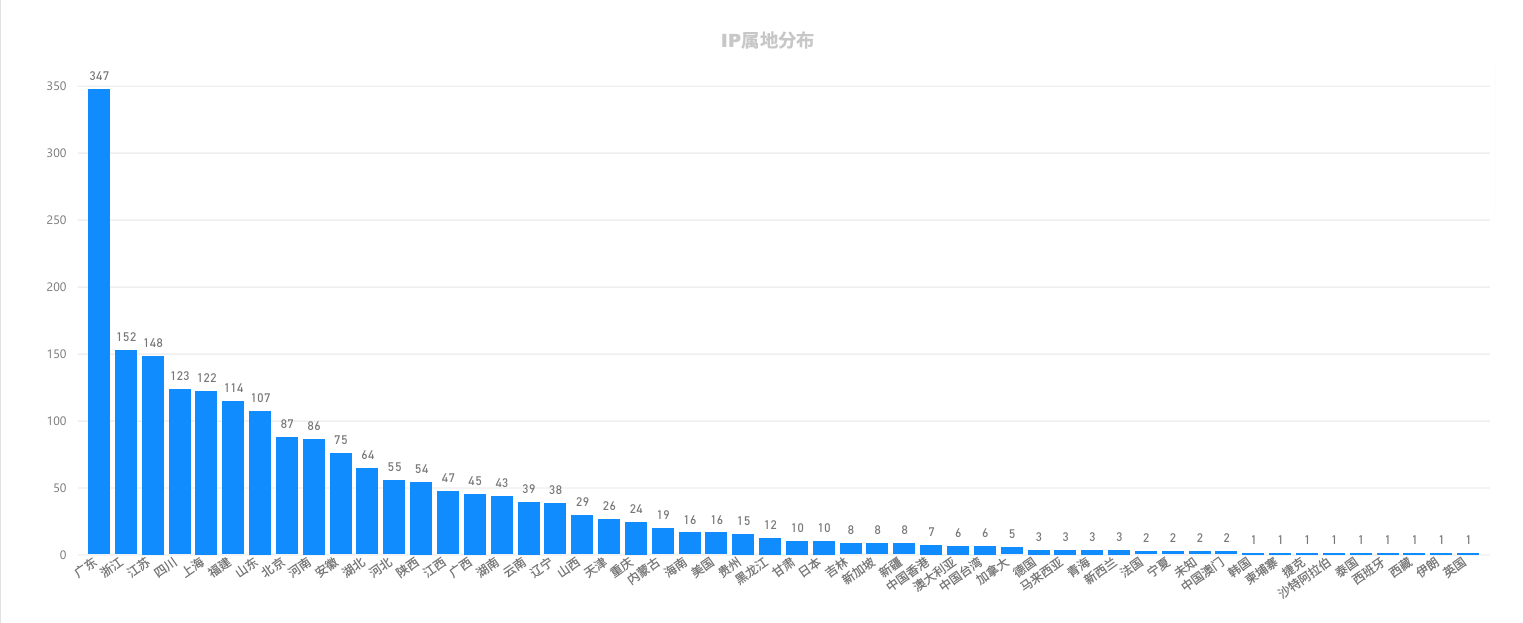 IP属地分布
350
300
250
200
150
100
50
0
347
152
148
123
122
114
107
87
86
75
64
55
54
47
45
43
39
38
29
26
24
19
16
16
15
12
10
10
8
8
8
7
6
6
5
3
3
3
3
2
2
2
2
1
1
1
1
1
1
1
1
1
广东
浙江
江苏
四川
上海
福建
山东
北京
河南
安徽
湖北
河北
陕西
江西
广西
湖南
云南
辽宁
山西
天津
重庆
内蒙古
海南
美国
贵州
黑龙江
甘肃
日本
吉林
新加坡
新疆
中国香港
澳大利亚
中国台湾
加拿大
德国
马来西亚
青海
新西兰
法国
宁夏
未知
中国澳门
韩国
柬埔寨
捷克
沙特阿拉伯
泰国
西班牙
西藏
伊朗
英国